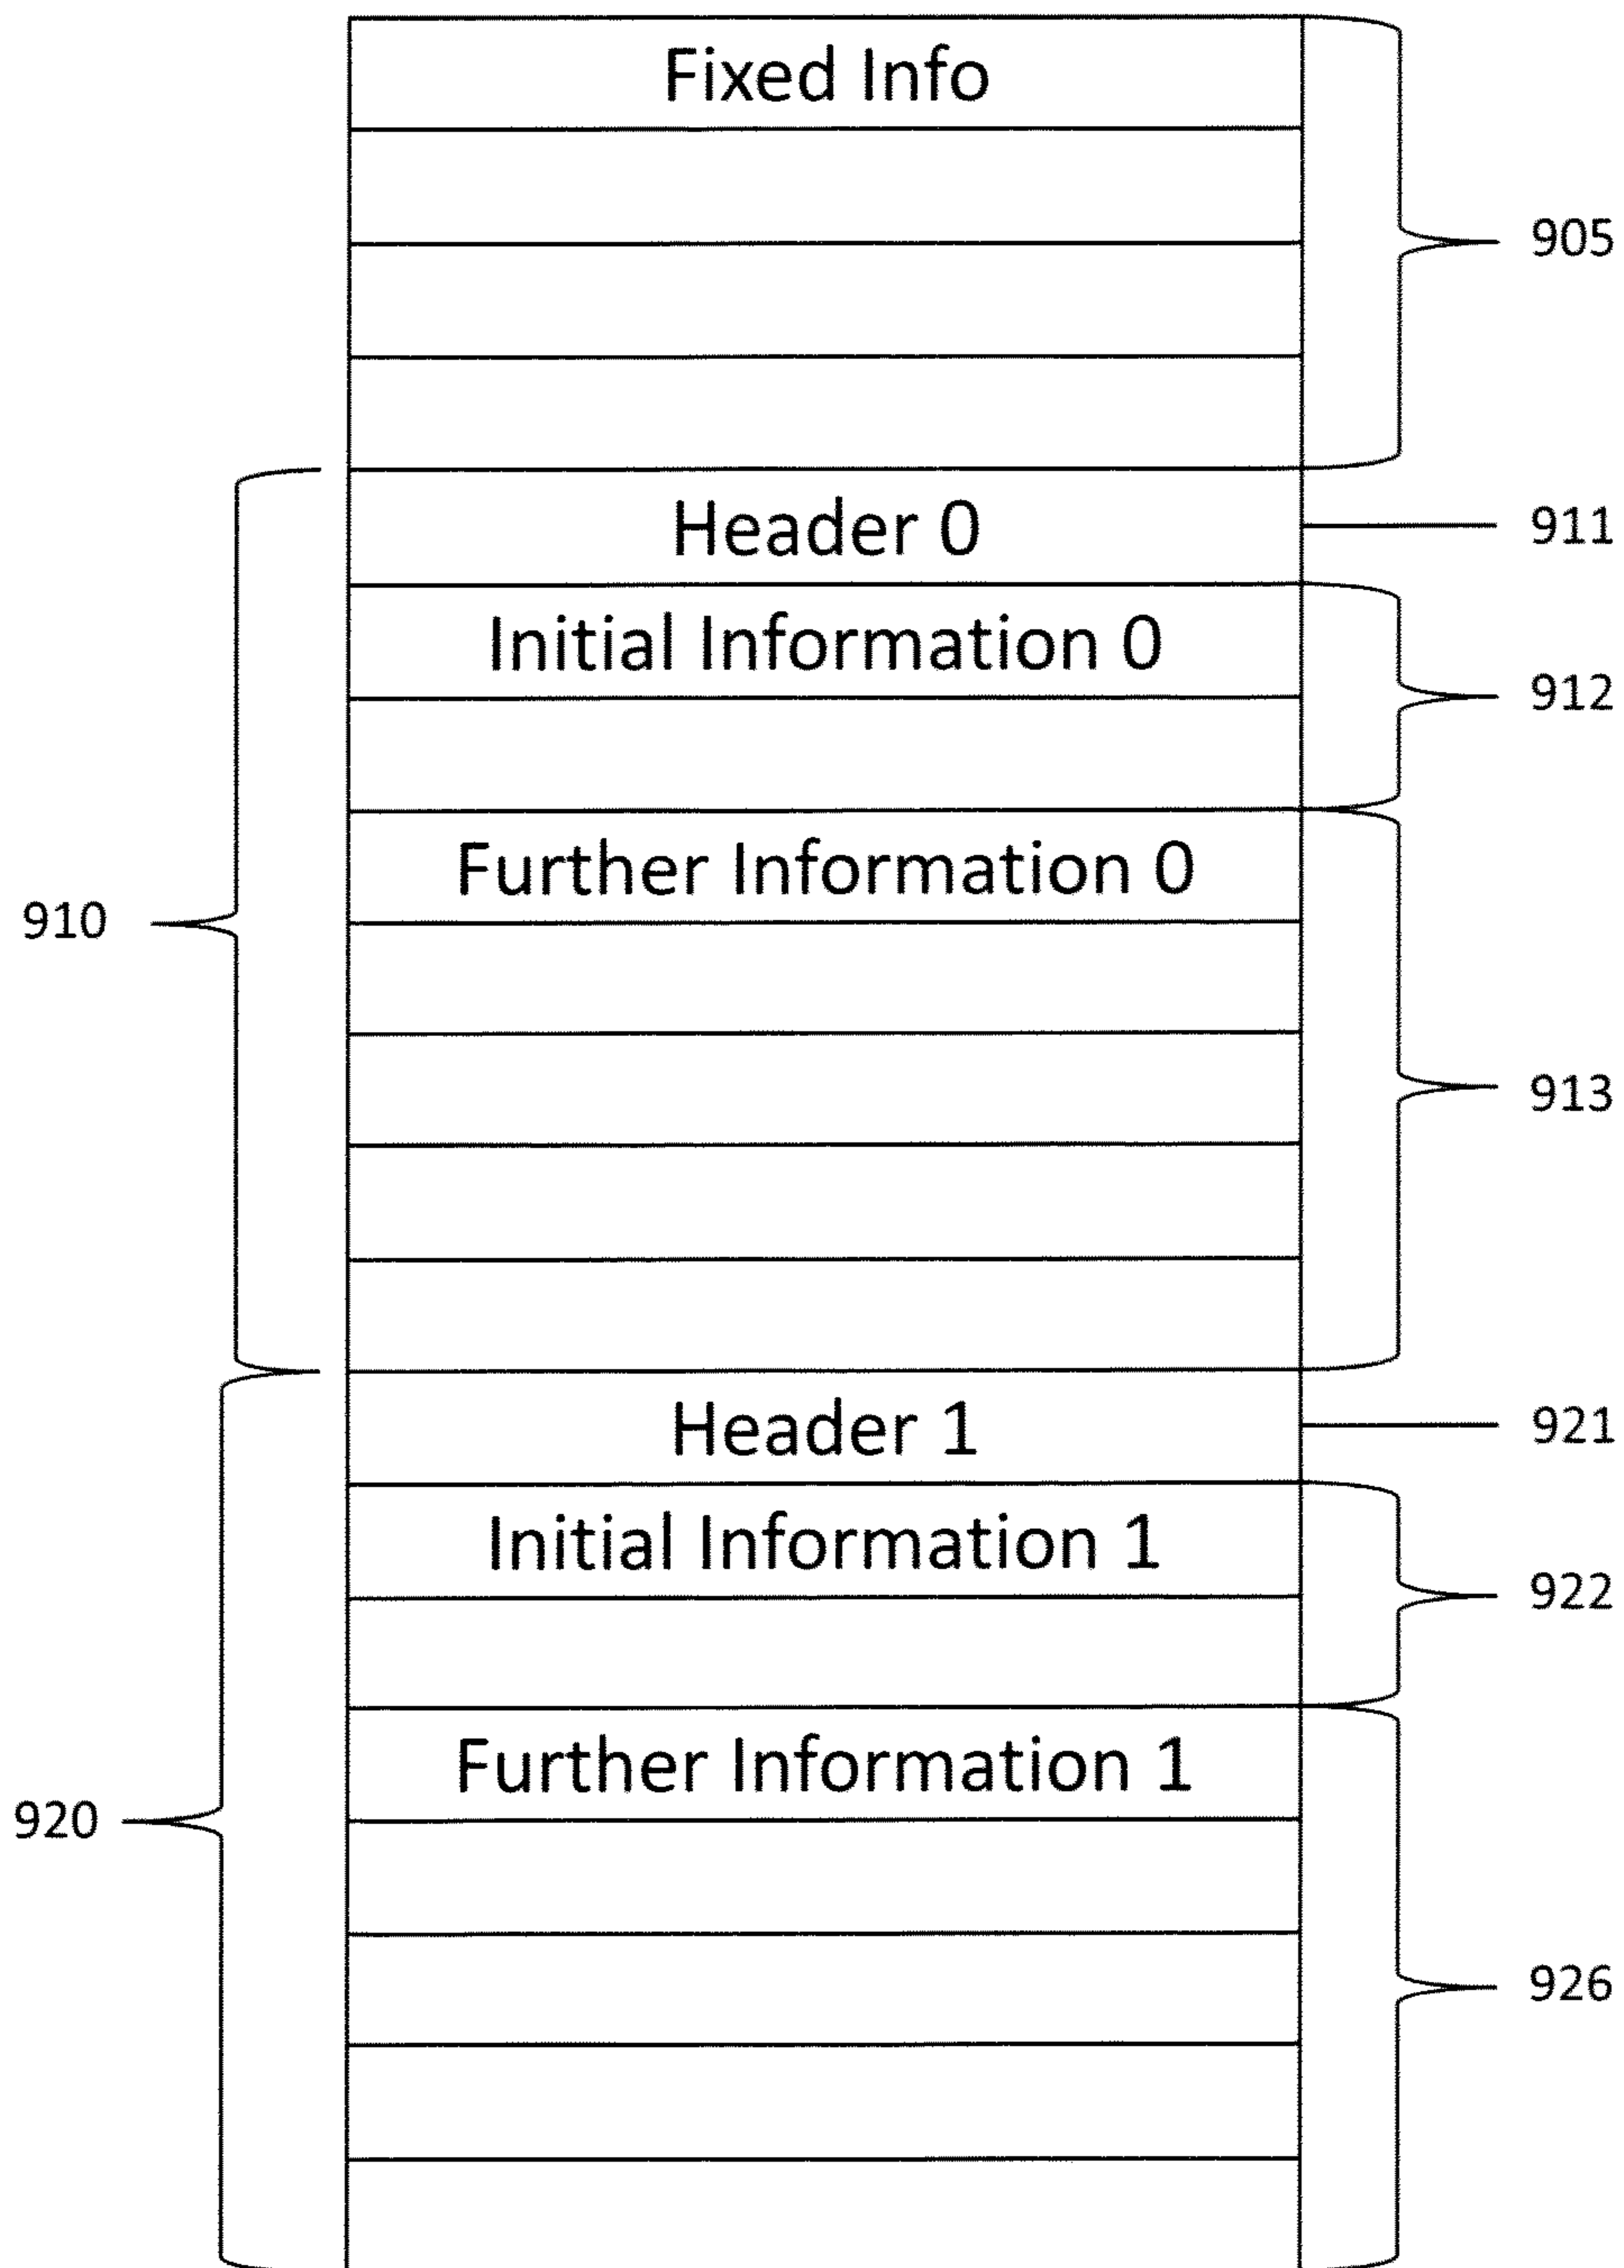 Fixed Info
905
Header 0
911
Initial Information 0
912
Further Information 0
910
913
Header 1
921
Initial Information 1
922
Further Information 1
920
926